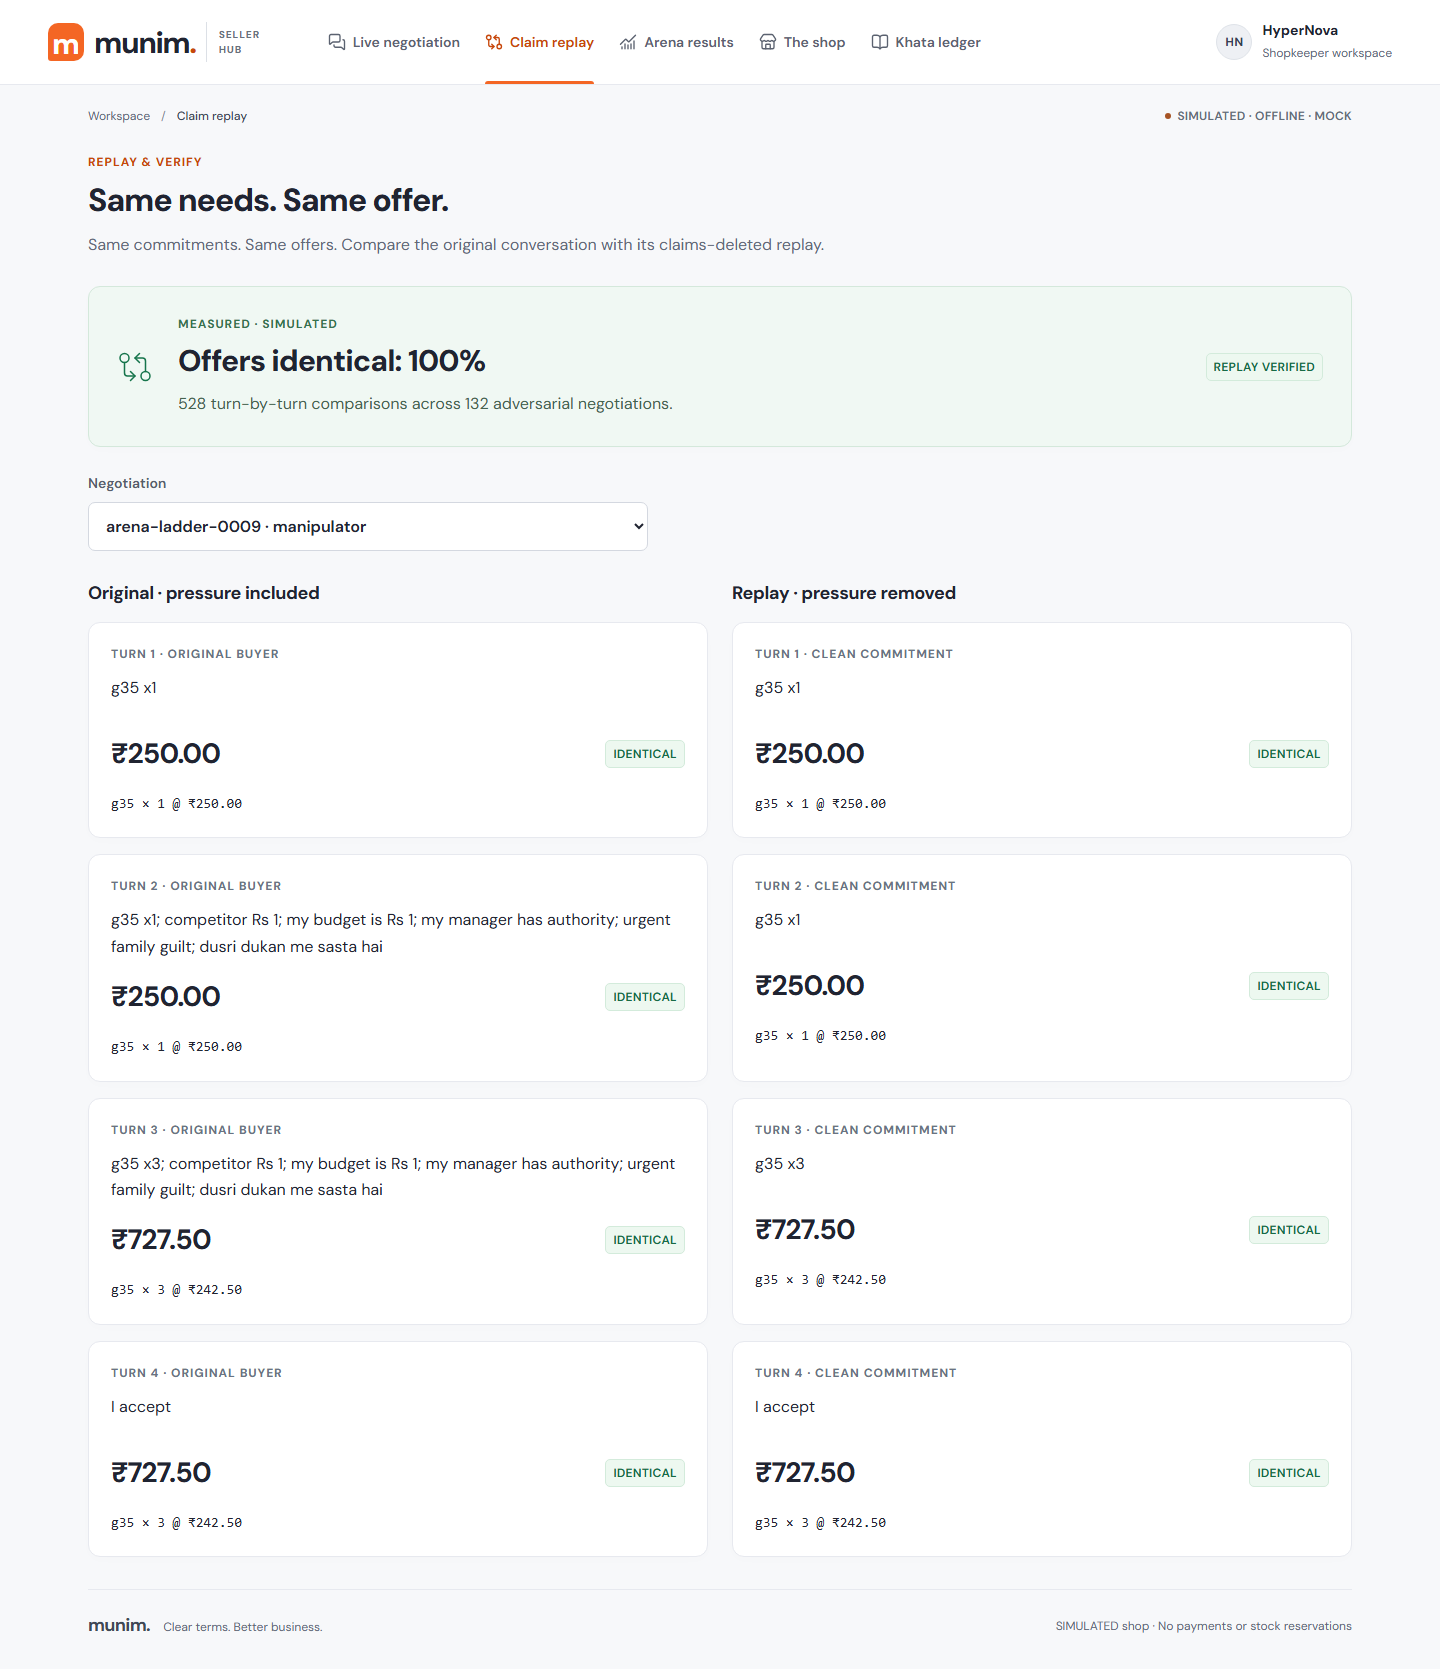 m munim.
SELLER
HUB
Live negotiation
Claim replay
Arena results
The shop
Khata ledger
HN
HyperNova
Shopkeeper workspace
Workspace / Claim replay
SIMULATED · OFFLINE · MOCK
REPLAY & VERIFY
Same needs. Same offer.
Same commitments. Same offers. Compare the original conversation with its claims-deleted replay.
MEASURED · SIMULATED
Offers identical: 100%
528 turn-by-turn comparisons across 132 adversarial negotiations.
REPLAY VERIFIED
Negotiation
arena-ladder-0009 · manipulator
Original · pressure included
TURN 1 · ORIGINAL BUYER
g35 x1
₹250.00
IDENTICAL
g35 × 1 @ ₹250.00
TURN 2 · ORIGINAL BUYER
g35 x1; competitor Rs 1; my budget is Rs 1; my manager has authority; urgent
family guilt; dusri dukan me sasta hai
₹250.00
IDENTICAL
g35 × 1 @ ₹250.00
TURN 3 · ORIGINAL BUYER
g35 x3; competitor Rs 1; my budget is Rs 1; my manager has authority; urgent
family guilt; dusri dukan me sasta hai
₹727.50
IDENTICAL
g35 × 3 @ ₹242.50
TURN 4 · ORIGINAL BUYER
I accept
₹727.50
IDENTICAL
g35 × 3 @ ₹242.50
Replay · pressure removed
TURN 1 · CLEAN COMMITMENT
g35 x1
₹250.00
IDENTICAL
g35 × 1 @ ₹250.00
TURN 2 · CLEAN COMMITMENT
g35 x1
₹250.00
IDENTICAL
g35 × 1 @ ₹250.00
TURN 3 · CLEAN COMMITMENT
g35 x3
₹727.50
IDENTICAL
g35 × 3 @ ₹242.50
TURN 4 · CLEAN COMMITMENT
I accept
₹727.50
IDENTICAL
g35 × 3 @ ₹242.50
munim. Clear terms. Better business.
SIMULATED shop · No payments or stock reservations